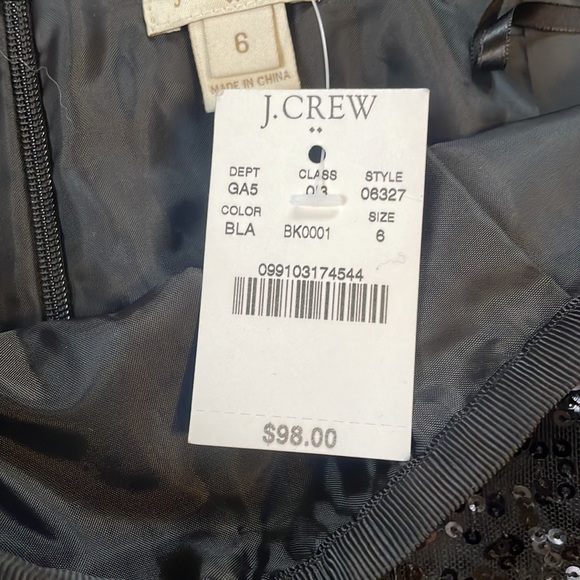 6
MADE IN CHINA
J.CREW
DEPT CLASS STYLE
GA5 06327
COLOR SIZE
BLA BK0001 6
099103174544
$98.00